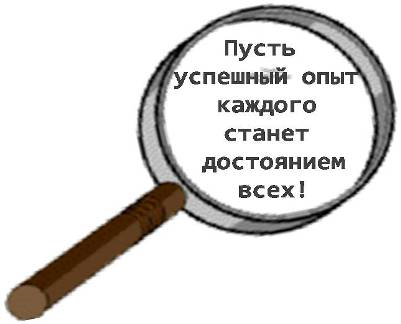 Пусть
успешный опыт
каждого
станет
достоянием
всех!